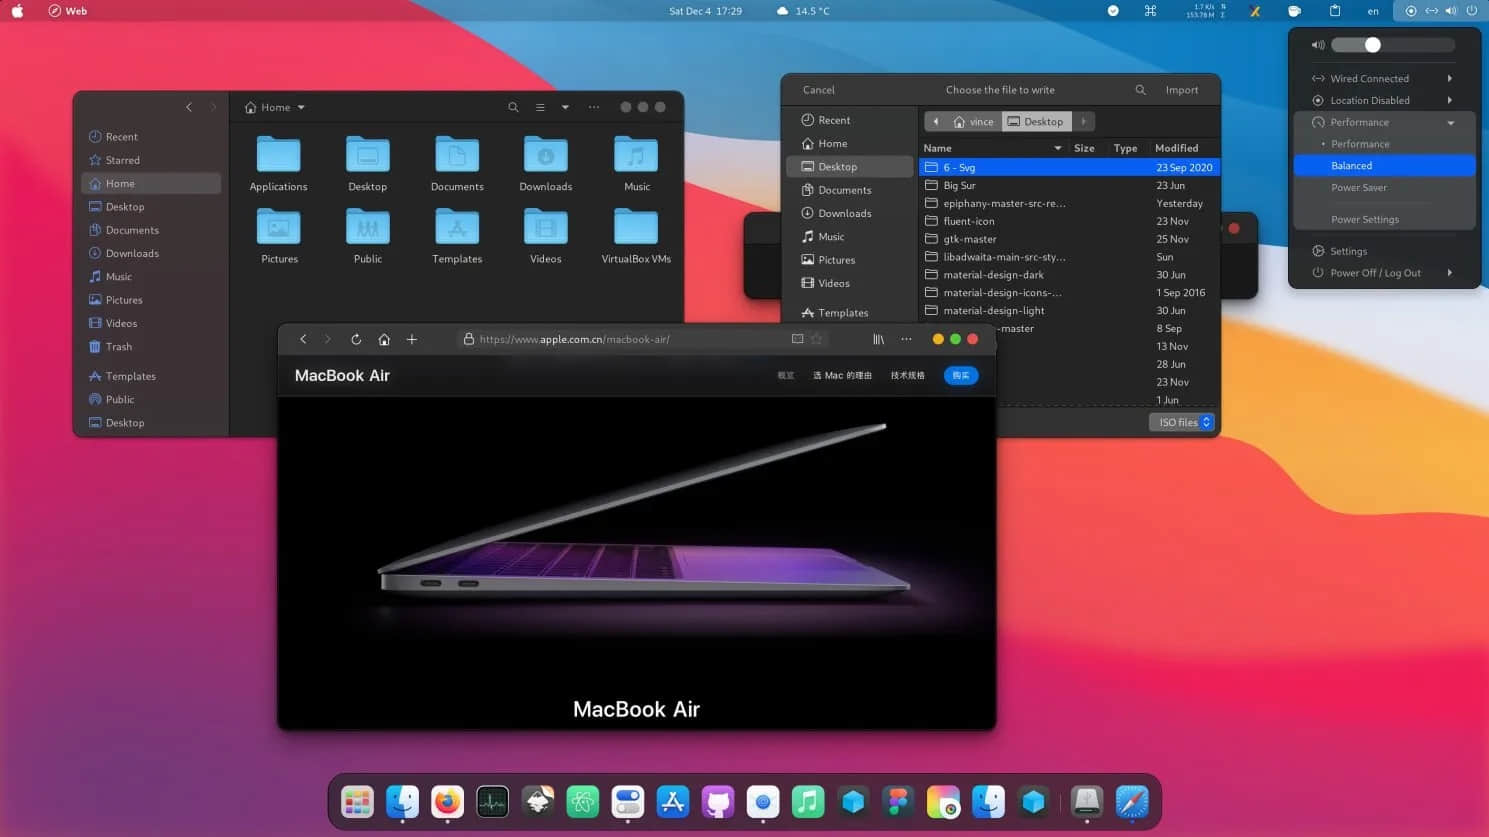 Web
Sat Dec 4 17:29
14.5 °C
1.7 K/s
153.78 M Σ
en
Wired Connected
Location Disabled
Performance
Performance
Balanced
Power Saver
Power Settings
Settings
Power Off / Log Out
Home
Recent
Starred
Home
Desktop
Documents
Downloads
Music
Pictures
Videos
Trash
Templates
Public
Desktop
Applications
Desktop
Documents
Downloads
Music
Pictures
Public
Templates
Videos
VirtualBox VMs
Cancel
Choose the file to write
Import
Recent
Home
Desktop
Documents
Downloads
Music
Pictures
Videos
Templates
vince
Desktop
Name Size Type Modified
6 - Svg 23 Sep 2020
Big Sur 23 Jun
epiphany-master-src-re... Yesterday
fluent-icon 23 Nov
gtk-master 25 Nov
libadwaita-main-src-sty... Sun
material-design-dark 30 Jun
material-design-icons-... 1 Sep 2016
material-design-light 30 Jun
-master 8 Sep
13 Nov
28 Jun
23 Nov
1 Jun
ISO files
https://www.apple.com.cn/macbook-air/
MacBook Air
概览 选 Mac 的理由 技术规格 购买
MacBook Air